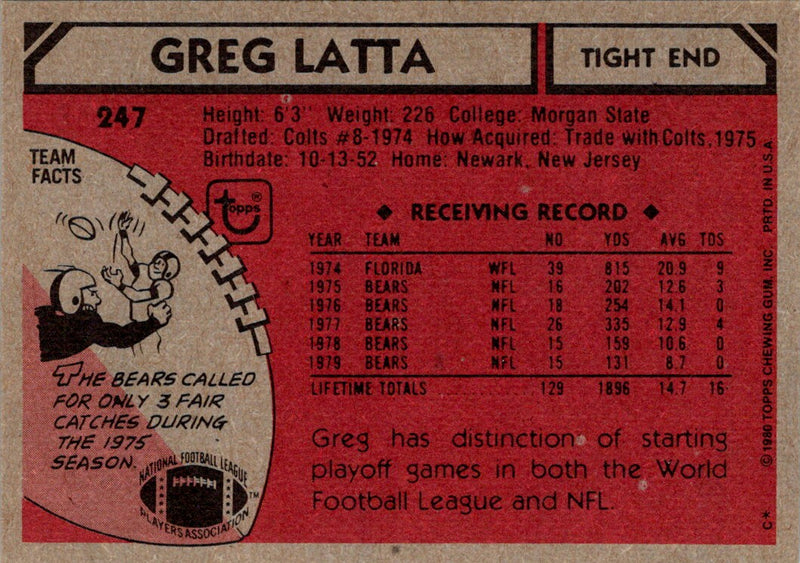 GREG LATTA
TIGHT END
247
Height: 6'3" Weight: 226 College: Morgan State
Drafted: Colts #8-1974 How Acquired: Trade with Colts, 1975
Birthdate: 10-13-52 Home: Newark, New Jersey
TEAM
FACTS
topps®
◆ RECEIVING RECORD ◆
YEAR TEAM NO YDS AVG TDS
1974 FLORIDA WFL 39 815 20.9 9
1975 BEARS NFL 16 202 12.6 3
1976 BEARS NFL 18 254 14.1 0
1977 BEARS NFL 26 335 12.9 4
1978 BEARS NFL 15 159 10.6 0
1979 BEARS NFL 15 131 8.7 0
LIFETIME TOTALS 129 1896 14.7 16
THE BEARS CALLED
FOR ONLY 3 FAIR
CATCHES DURING
THE 1975
SEASON.
NATIONAL FOOTBALL LEAGUE
PLAYERS ASSOCIATION™
Greg has distinction of starting
playoff games in both the World
Football League and NFL.
C* © 1980 TOPPS CHEWING GUM, INC. PRTD. IN U.S.A.